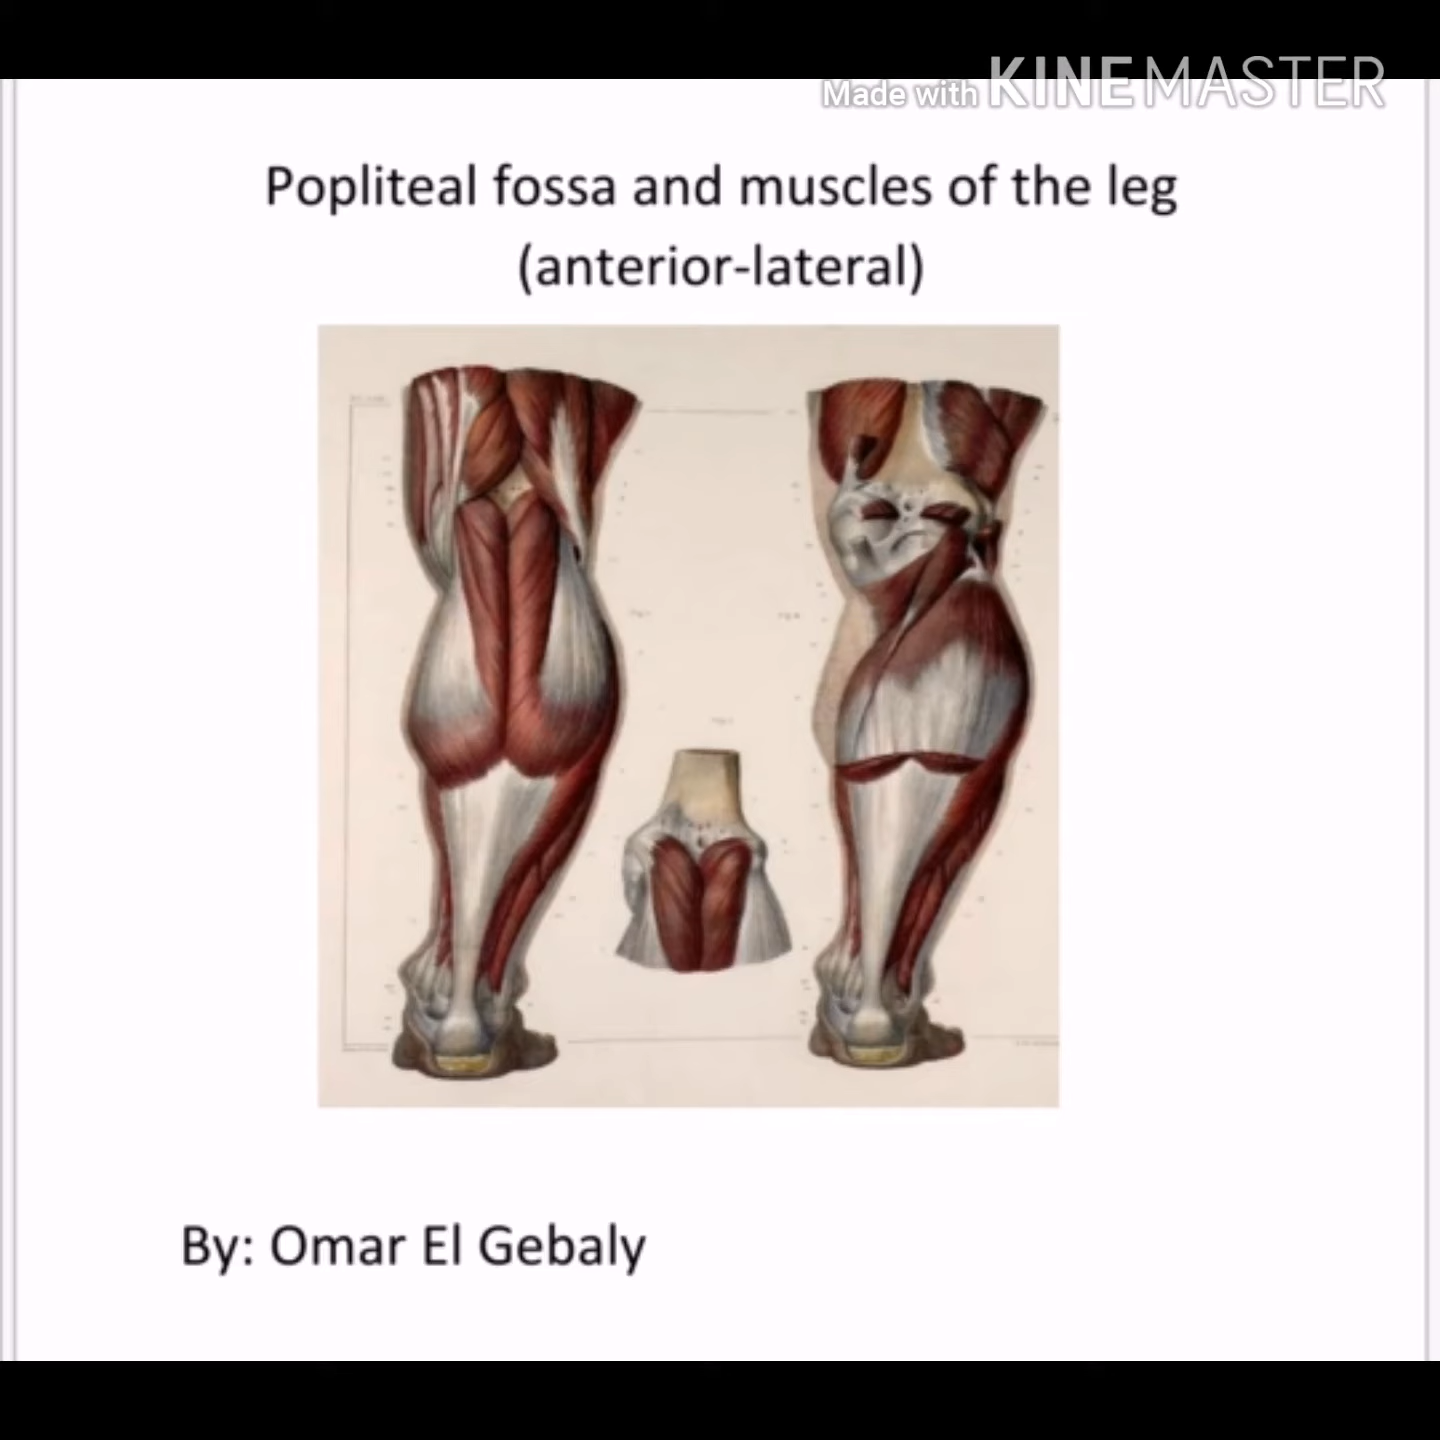 Made with KINEMASTER
Popliteal fossa and muscles of the leg
(anterior-lateral)
By: Omar El Gebaly